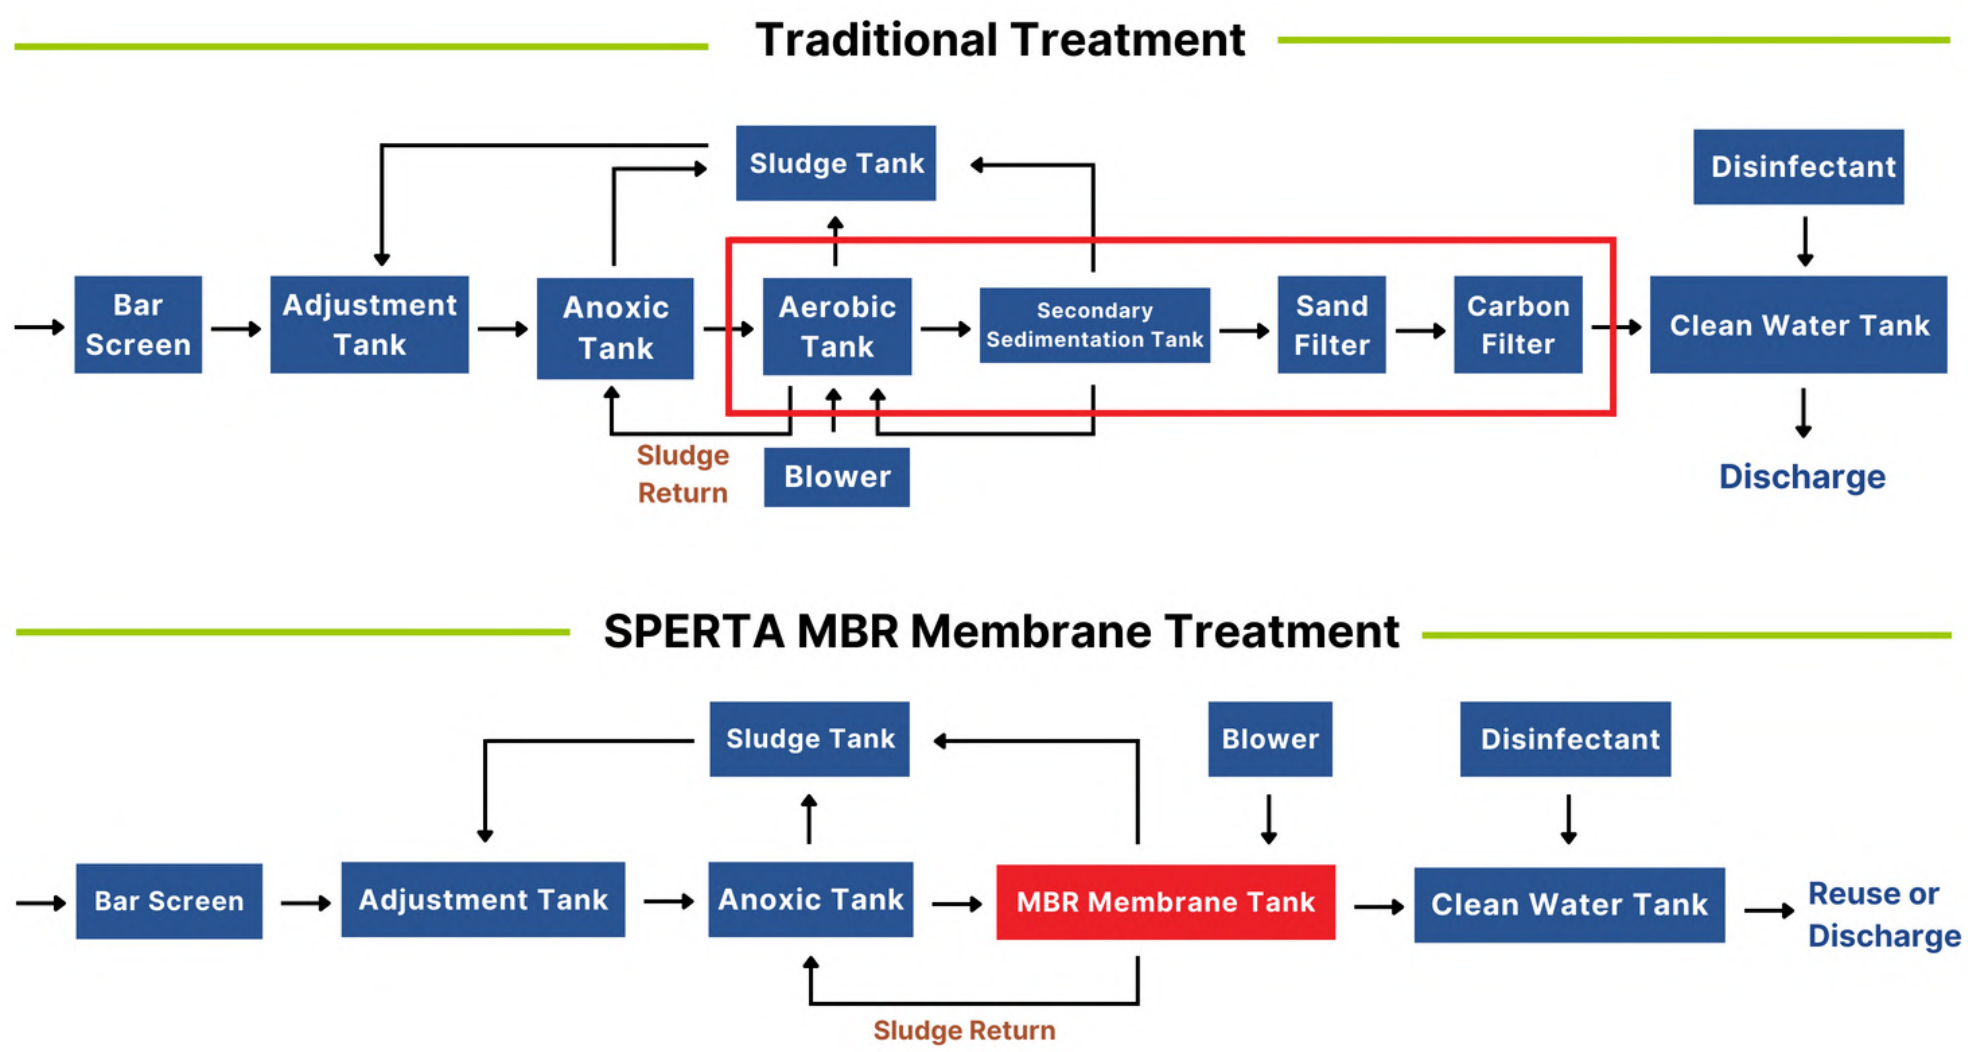 Traditional Treatment
Sludge Tank
Disinfectant
Bar
Screen
Adjustment
Tank
Anoxic
Tank
Aerobic
Tank
Secondary
Sedimentation Tank
Sand
Filter
Carbon
Filter
Clean Water Tank
Sludge
Return
Blower
Discharge
SPERTA MBR Membrane Treatment
Sludge Tank
Blower
Disinfectant
Bar Screen
Adjustment Tank
Anoxic Tank
MBR Membrane Tank
Clean Water Tank
Reuse or
Discharge
Sludge Return